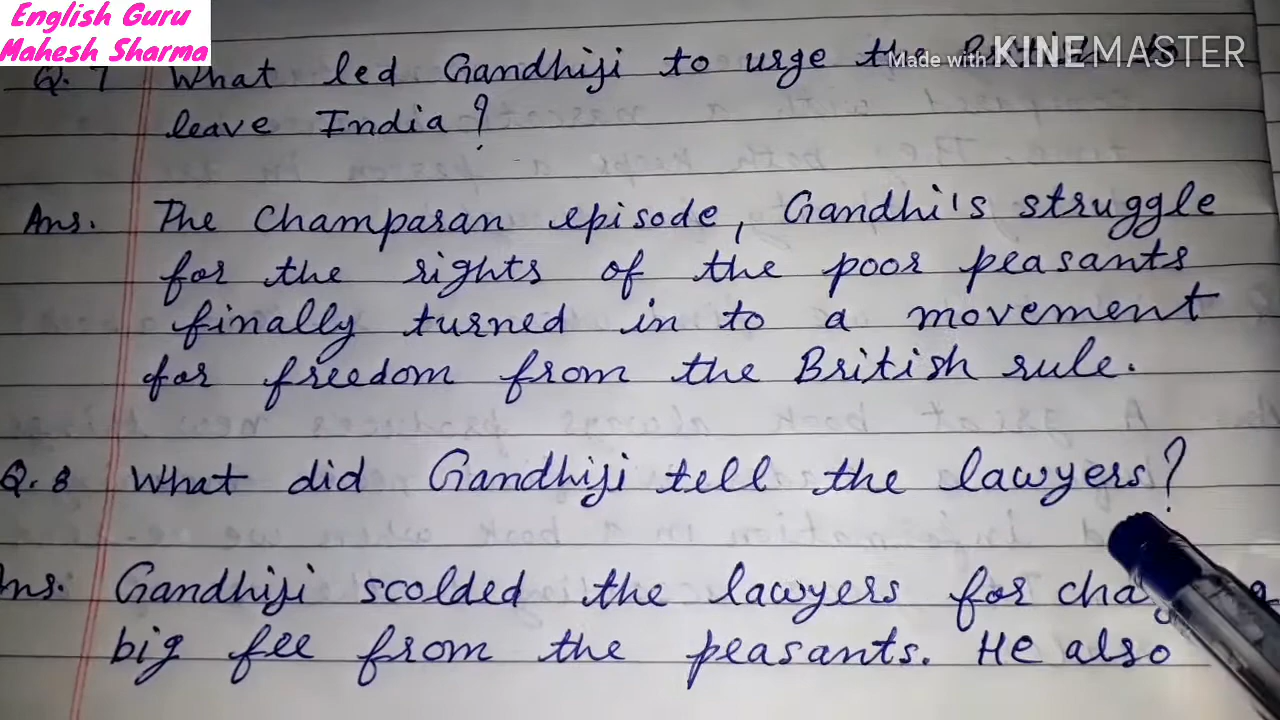 English Guru
Mahesh Sharma
Made with KINEMASTER
Q. 7 What led Gandhiji to urge the British to
leave India?
Ans. The Champaran episode, Gandhi's struggle
for the rights of the poor peasants
finally turned in to a movement
for freedom from the British rule.
Q. 8 What did Gandhiji tell the lawyers?
Ans. Gandhiji scolded the lawyers for
big fee from the peasants. He also